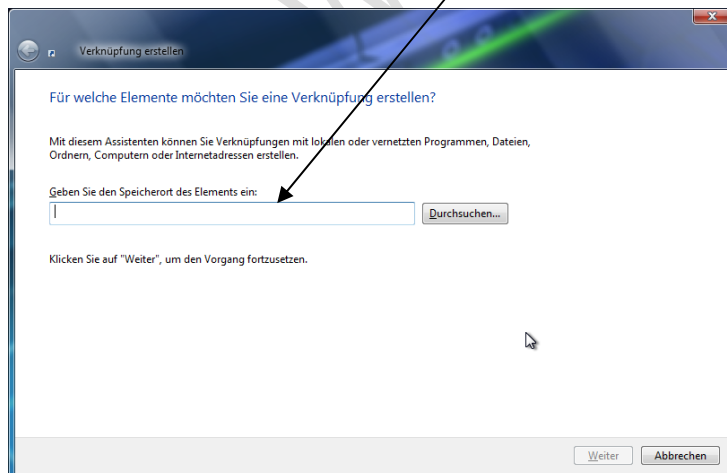 Verknüpfung erstellen
Für welche Elemente möchten Sie eine Verknüpfung erstellen?
Mit diesem Assistenten können Sie Verknüpfungen mit lokalen oder vernetzten Programmen, Dateien,
Ordnern, Computern oder Internetadressen erstellen.
Geben Sie den Speicherort des Elements ein:
Durchsuchen...
Klicken Sie auf "Weiter", um den Vorgang fortzusetzen.
Weiter Abbrechen